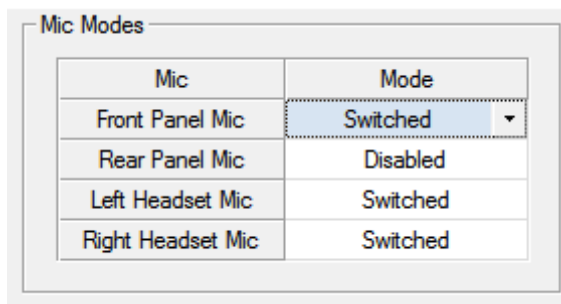 Mic Modes
Mic Mode
Front Panel Mic Switched
Rear Panel Mic Disabled
Left Headset Mic Switched
Right Headset Mic Switched